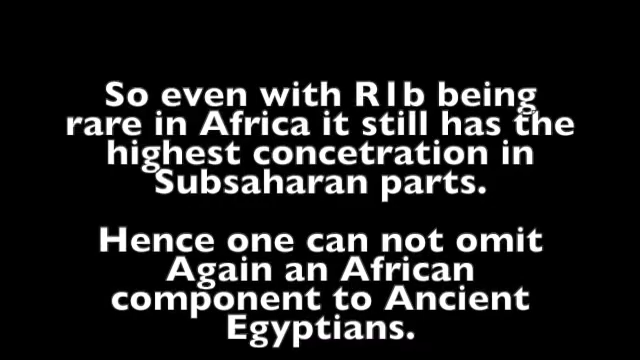 So even with R1b being
rare in Africa it still has the
highest concetration in
Subsaharan parts.
Hence one can not omit
Again an African
component to Ancient
Egyptians.